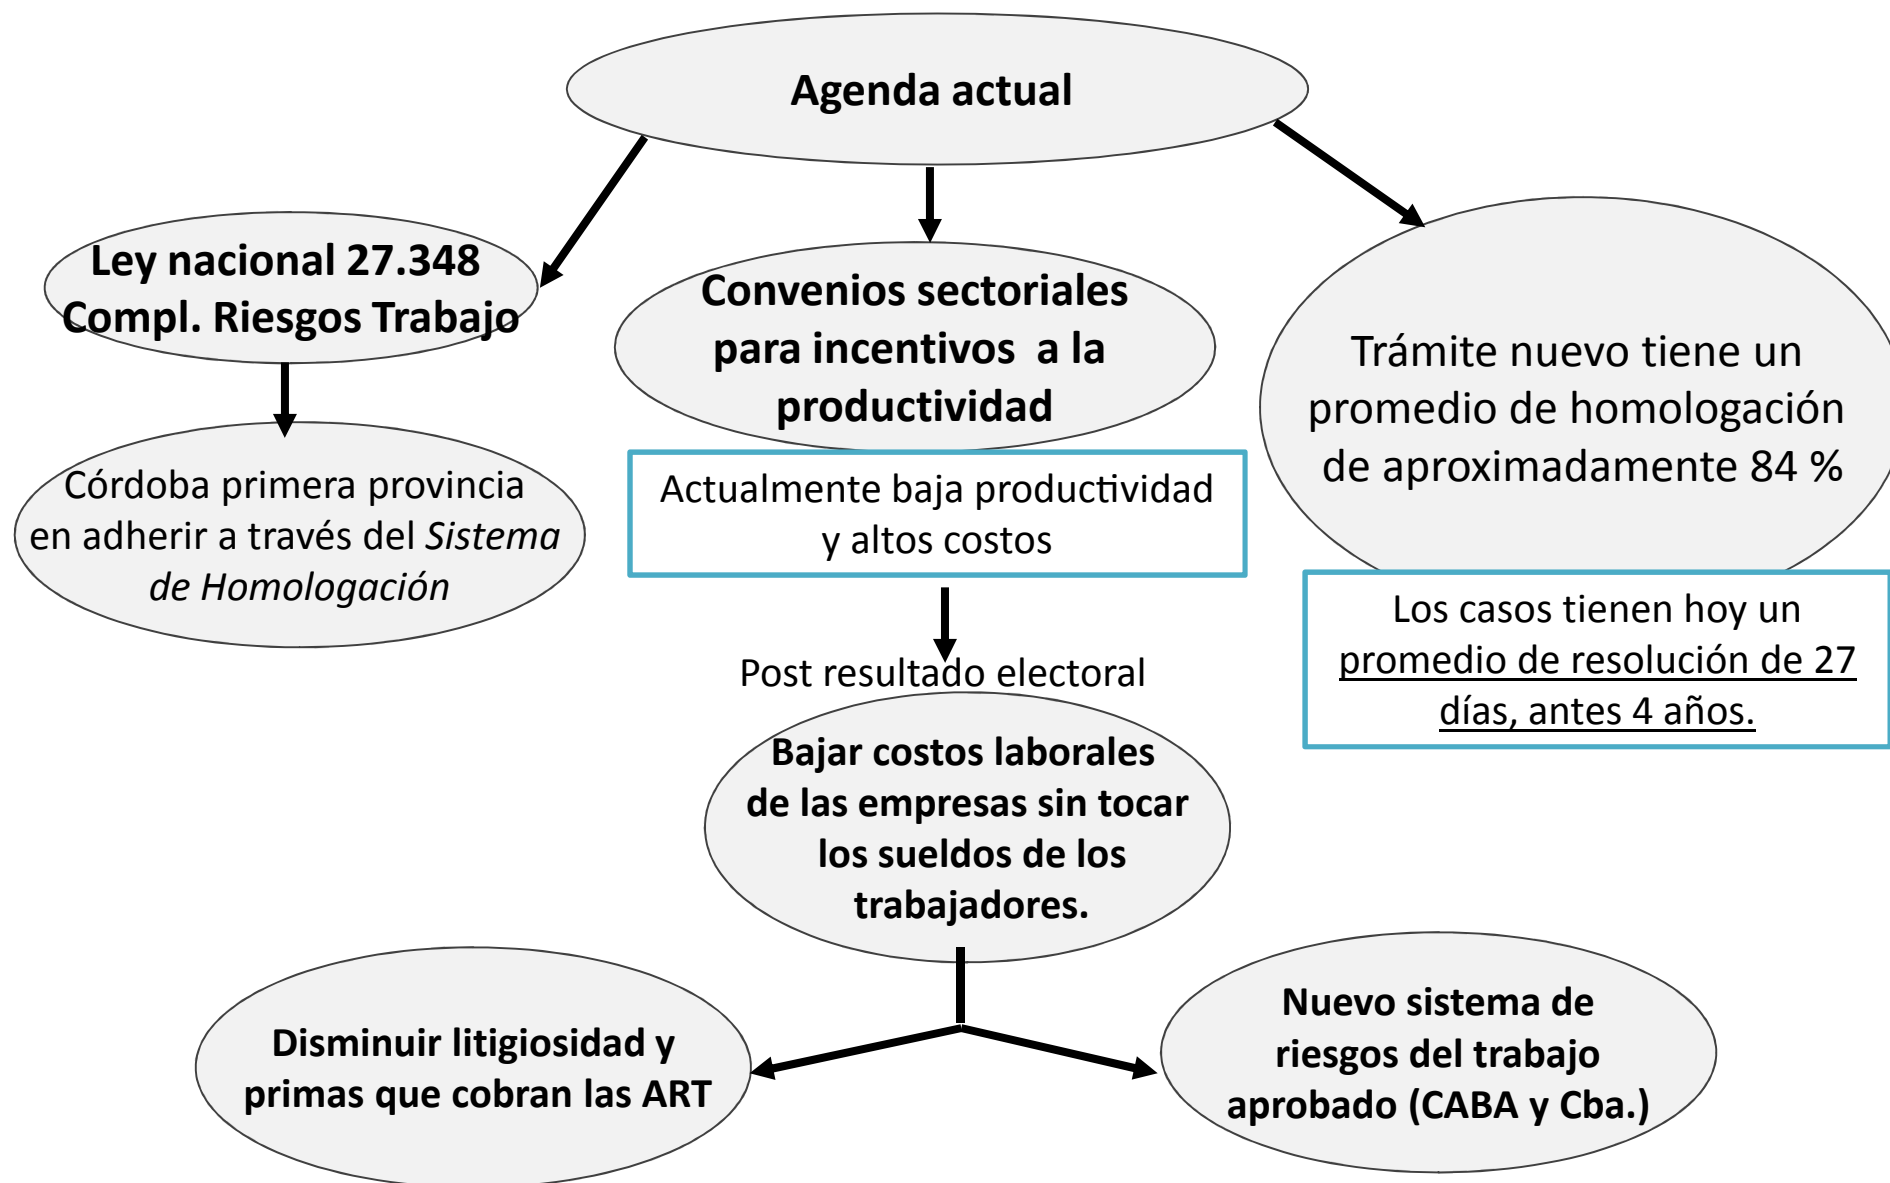 Agenda actual
Ley nacional 27.348
Compl. Riesgos Trabajo
Córdoba primera provincia
en adherir a través del Sistema
de Homologación
Convenios sectoriales
para incentivos a la
productividad
Actualmente baja productividad
y altos costos
Post resultado electoral
Bajar costos laborales
de las empresas sin tocar
los sueldos de los
trabajadores.
Trámite nuevo tiene un
promedio de homologación
de aproximadamente 84 %
Los casos tienen hoy un
promedio de resolución de 27
días, antes 4 años.
Disminuir litigiosidad y
primas que cobran las ART
Nuevo sistema de
riesgos del trabajo
aprobado (CABA y Cba.)